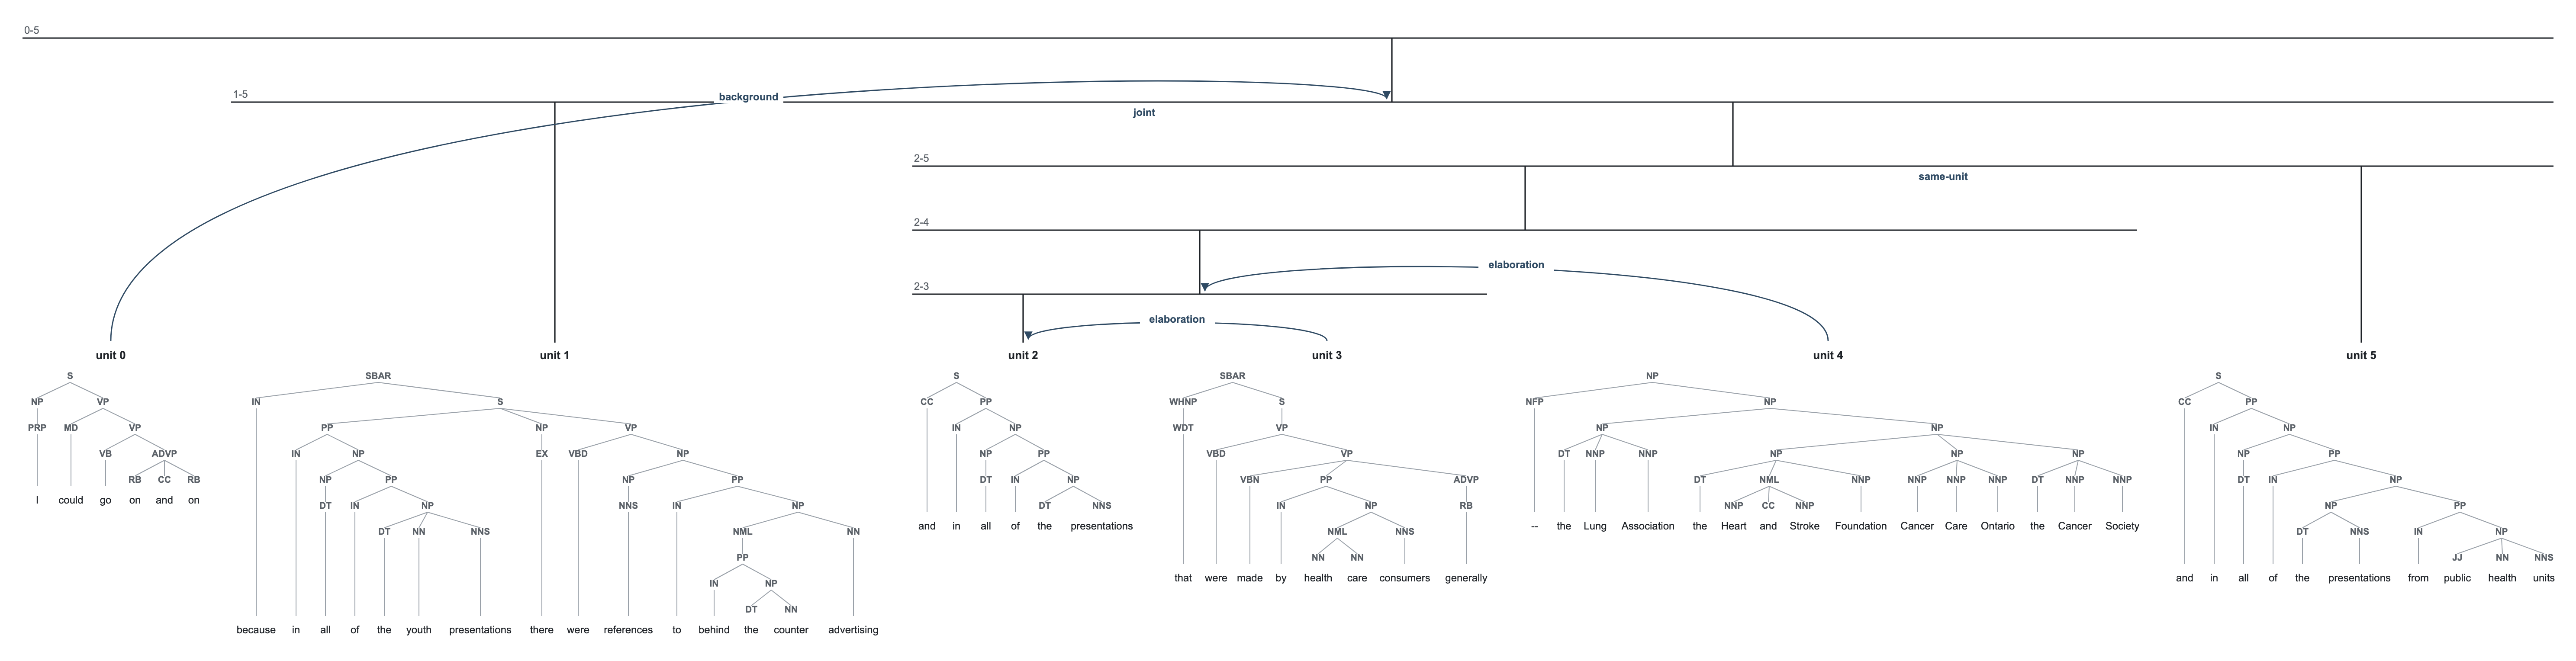 0-5
1-5 background
joint
2-5
same-unit
2-4
elaboration
2-3
elaboration
unit 0 unit 1 unit 2 unit 3 unit 4 unit 5
S SBAR S SBAR NP S
NP VP IN S CC PP WHNP S NFP NP CC PP
PRP MD VP PP NP VP IN NP WDT VP NP NP IN NP
VB ADVP IN NP EX VBD NP NP PP VBD VP DT NNP NNP NP NP NP NP PP
RB CC RB NP PP NP PP DT IN NP VBN PP ADVP DT NML NNP NNP NNP NNP DT NNP NNP DT IN NP
I could go on and on DT IN NP NNS IN NP DT NNS IN NP RB NNP CC NNP NP PP
DT NN NNS NML NN and in all of the presentations NML NNS -- the Lung Association the Heart and Stroke Foundation Cancer Care Ontario the Cancer Society DT NNS IN NP
PP NN NN JJ NN NNS
IN NP that were made by health care consumers generally and in all of the presentations from public health units
DT NN
because in all of the youth presentations there were references to behind the counter advertising